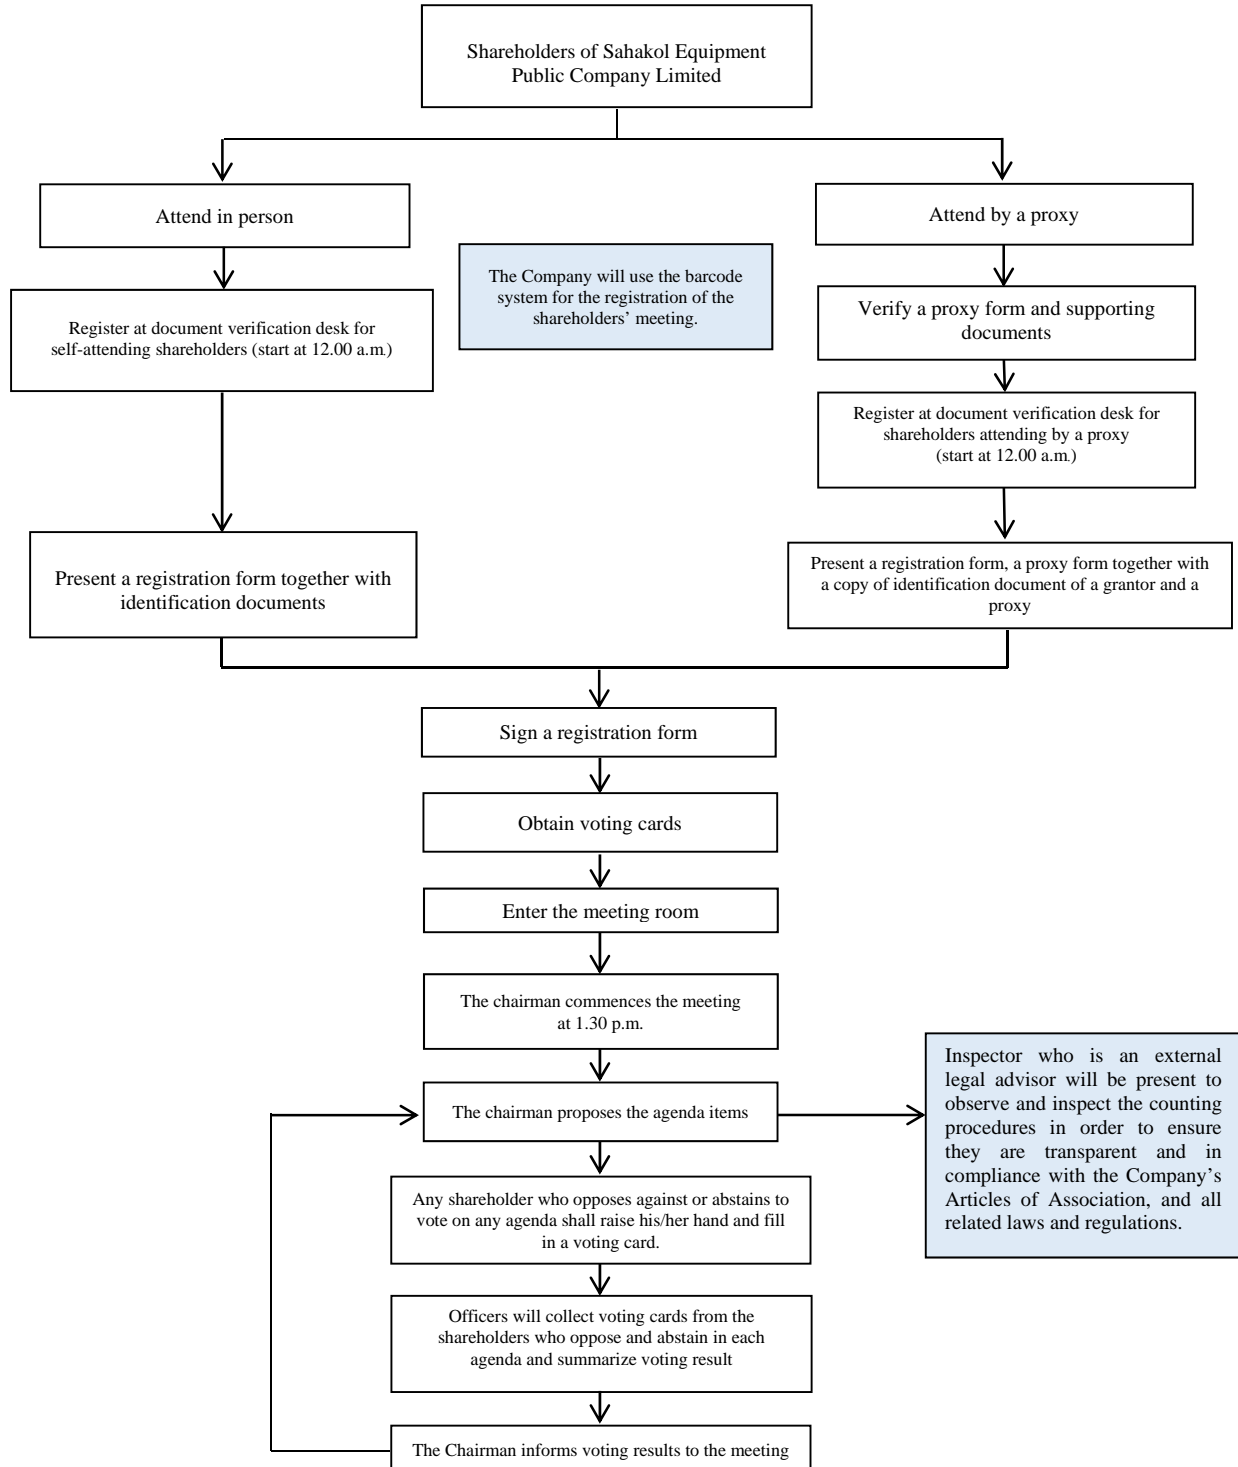 Shareholders of Sahakol Equipment
Public Company Limited
Attend in person
Attend by a proxy
The Company will use the barcode
system for the registration of the
shareholders’ meeting.
Register at document verification desk for
self-attending shareholders (start at 12.00 a.m.)
Verify a proxy form and supporting
documents
Register at document verification desk for
shareholders attending by a proxy
(start at 12.00 a.m.)
Present a registration form together with
identification documents
Present a registration form, a proxy form together with
a copy of identification document of a grantor and a
proxy
Sign a registration form
Obtain voting cards
Enter the meeting room
The chairman commences the meeting
at 1.30 p.m.
The chairman proposes the agenda items
Inspector who is an external
legal advisor will be present to
observe and inspect the counting
procedures in order to ensure
they are transparent and in
compliance with the Company’s
Articles of Association, and all
related laws and regulations.
Any shareholder who opposes against or abstains to
vote on any agenda shall raise his/her hand and fill
in a voting card.
Officers will collect voting cards from the
shareholders who oppose and abstain in each
agenda and summarize voting result
The Chairman informs voting results to the meeting